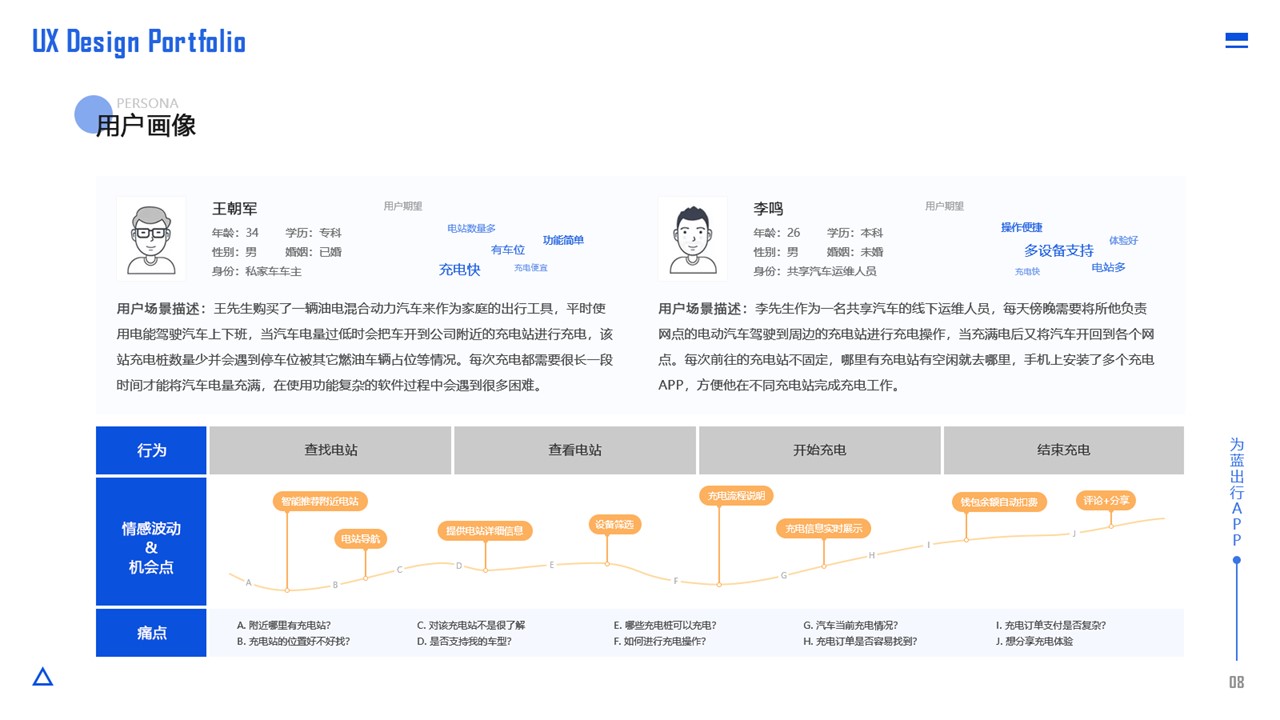 UX Design Portfolio
PERSONA
用户画像
王朝军
年龄：34 学历：专科
性别：男 婚姻：已婚
身份：私家车车主
用户期望
电站数量多
功能简单
有车位
充电快
充电便宜
用户场景描述：王先生购买了一辆油电混合动力汽车来作为家庭的出行工具，平时使
用电能驾驶汽车上下班，当汽车电量过低时会把车开到公司附近的充电站进行充电，该
站充电桩数量少并会遇到停车位被其它燃油车辆占位等情况。每次充电都需要很长一段
时间才能将汽车电量充满，在使用功能复杂的软件过程中会遇到很多困难。
李鸣
年龄：26 学历：本科
性别：男 婚姻：未婚
身份：共享汽车运维人员
用户期望
操作便捷
体验好
多设备支持
电站多
充电快
用户场景描述：李先生作为一名共享汽车的线下运维人员，每天傍晚需要将所他负责
网点的电动汽车驾驶到周边的充电站进行充电操作，当充满电后又将汽车开回到各个网
点。每次前往的充电站不固定，哪里有充电站有空闲就去哪里，手机上安装了多个充电
APP，方便他在不同充电站完成充电工作。
行为 查找电站 查看电站 开始充电 结束充电
情感波动
&
机会点
智能推荐附近电站
电站导航
提供电站详细信息
设备筛选
充电流程说明
充电信息实时展示
钱包余额自动扣费
评论+分享
A B C D E F G H I J
痛点
A. 附近哪里有充电站？ C. 对该充电站不是很了解 E. 哪些充电桩可以充电？ G. 汽车当前充电情况？ I. 充电订单支付是否复杂？
B. 充电站的位置好不好找？ D. 是否支持我的车型？ F. 如何进行充电操作？ H. 充电订单是否容易找到？ J. 想分享充电体验
为蓝出行APP
08